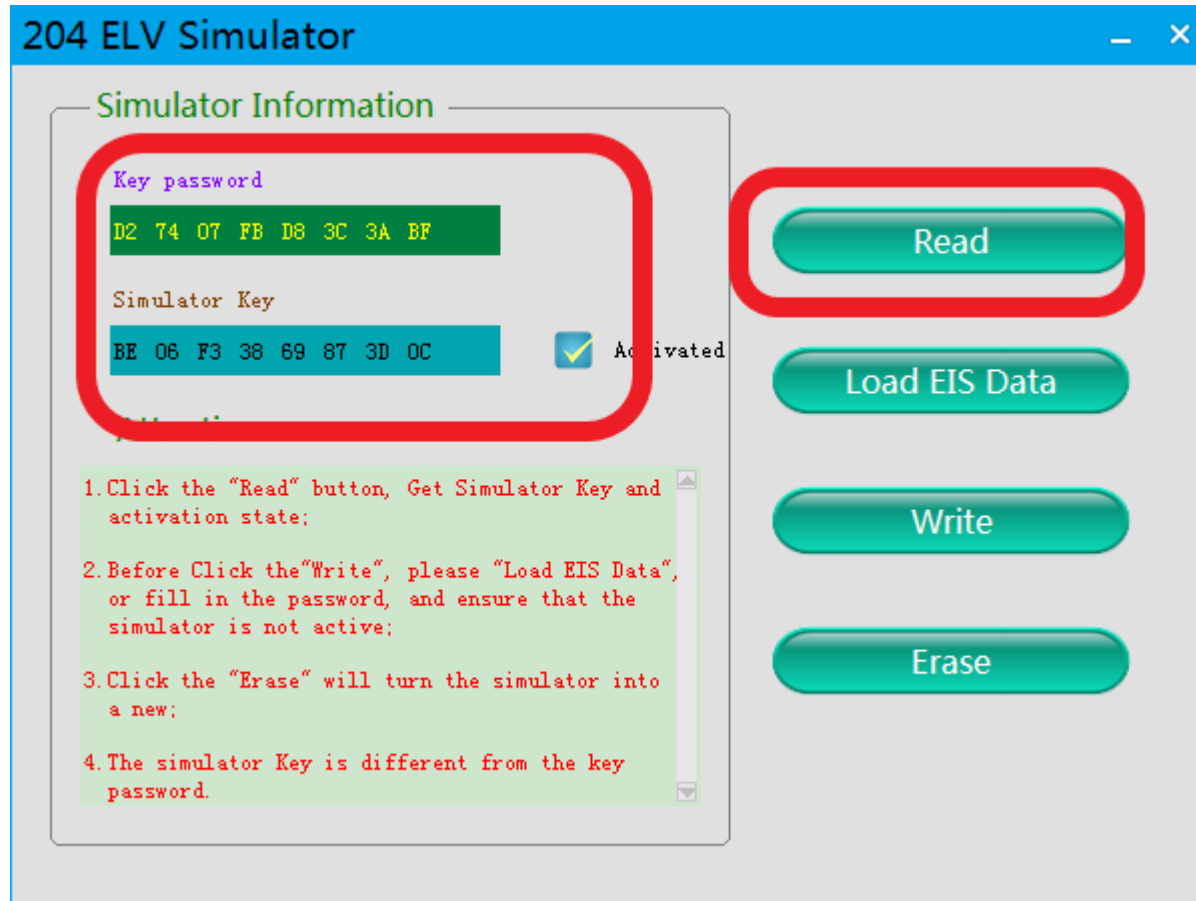 204 ELV Simulator
Simulator Information
Key password
D2 74 07 FB D8 3C 3A BF
Read
Simulator Key
BE 06 F3 38 69 87 3D 0C
Activated
Load EIS Data
1.Click the "Read" button, Get Simulator Key and
activation state;
2.Before Click the"Write", please "Load EIS Data",
or fill in the password, and ensure that the
simulator is not active;
Write
3.Click the "Erase" will turn the simulator into
a new;
Erase
4.The simulator Key is different from the key
password.